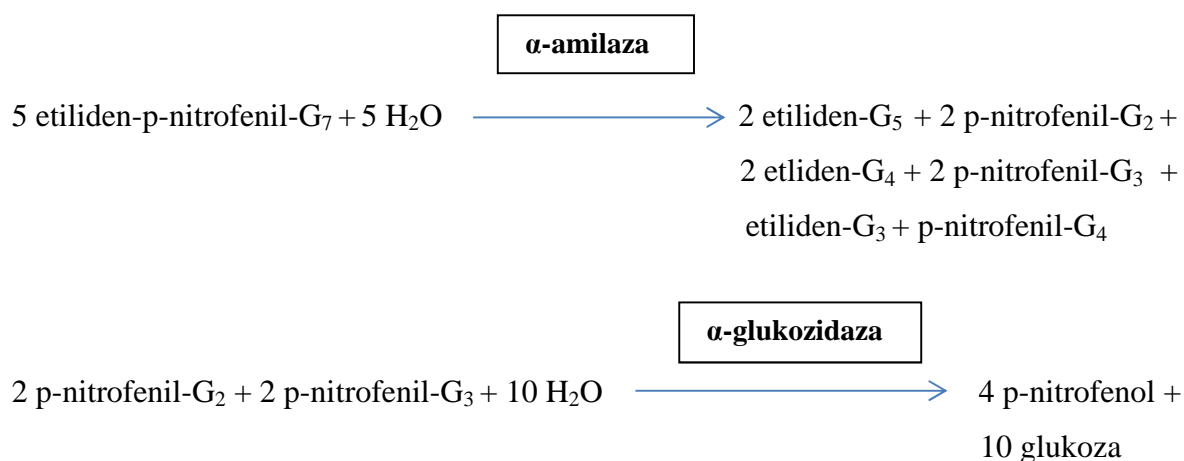 α-amilaza
5 etiliden-p-nitrofenil-G₇ + 5 H₂O 2 etiliden-G₅ + 2 p-nitrofenil-G₂ +
2 etliden-G₄ + 2 p-nitrofenil-G₃ +
etiliden-G₃ + p-nitrofenil-G₄
α-glukozidaza
2 p-nitrofenil-G₂ + 2 p-nitrofenil-G₃ + 10 H₂O 4 p-nitrofenol +
10 glukoza